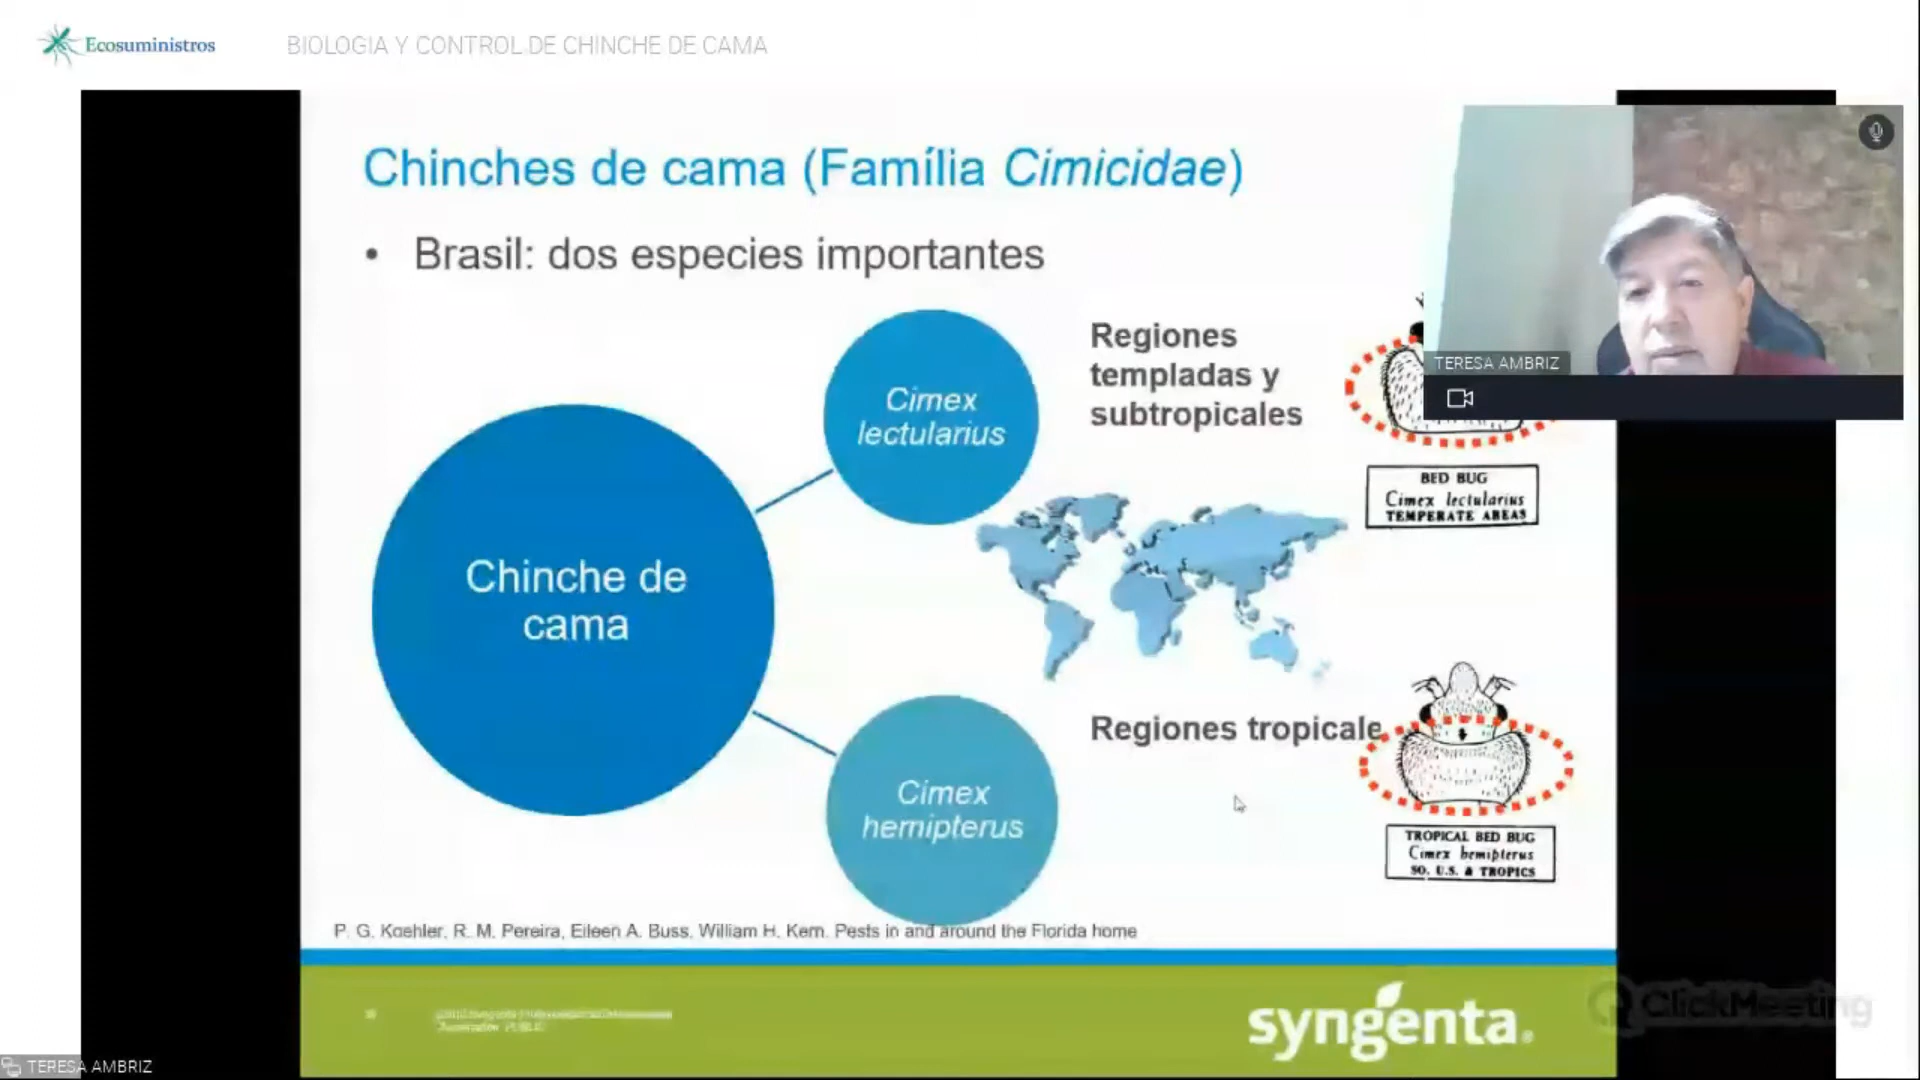 Ecosuministros
BIOLOGIA Y CONTROL DE CHINCHE DE CAMA
Chinches de cama (Família Cimicidae)
• Brasil: dos especies importantes
TERESA AMBRIZ
Cimex
lectularius
Regiones
templadas y
subtropicales
BED BUG
Cimex lectularius
TEMPERATE AREAS
Chinche de
cama
Regiones tropicale
Cimex
hemipterus
TROPICAL BED BUG
Cimex hemipterus
SO. U.S. & TROPICS
P. G. Koehler, R. M. Pereira, Eileen A. Buss, William H. Kern. Pests in and around the Florida home
syngenta.
ClickMeeting
TERESA AMBRIZ